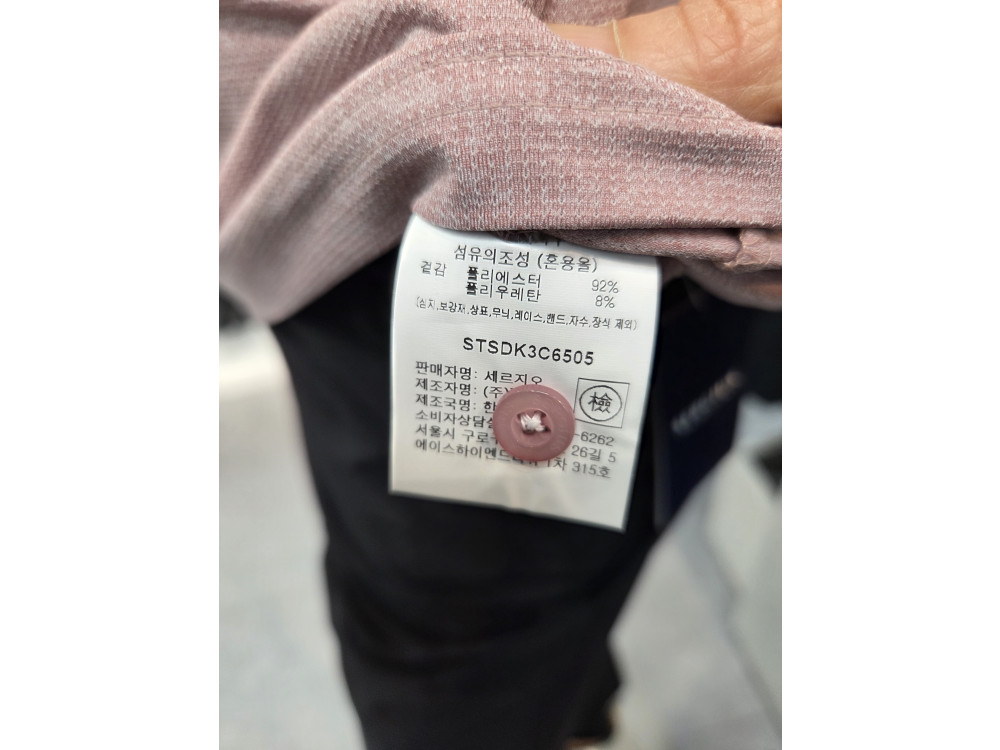 섬유의조성 (혼용율)
겉감 폴리에스터 92%
폴리우레탄 8%
(심지,보강재,상표,무늬,레이스,밴드,자수,장식 제외)
STSDK3C6505
판매자명: 세르지오
제조자명: (주)
제조국명: 한
檢
소비자상담실 -6262
서울시 구로 26길 5
에이스하이엔드 1차 315호